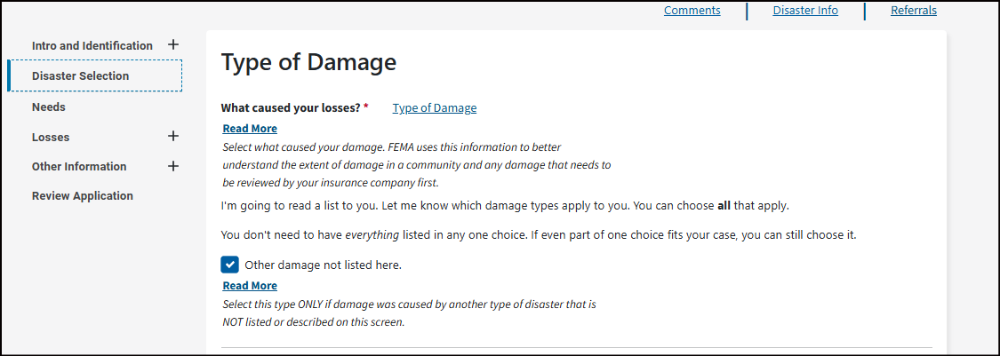 Comments | Disaster Info | Referrals
Intro and Identification +
Disaster Selection
Needs
Losses +
Other Information +
Review Application
Type of Damage
What caused your losses? * Type of Damage
Read More
Select what caused your damage. FEMA uses this information to better
understand the extent of damage in a community and any damage that needs to
be reviewed by your insurance company first.
I'm going to read a list to you. Let me know which damage types apply to you. You can choose all that apply.
You don't need to have everything listed in any one choice. If even part of one choice fits your case, you can still choose it.
Other damage not listed here.
Read More
Select this type ONLY if damage was caused by another type of disaster that is
NOT listed or described on this screen.